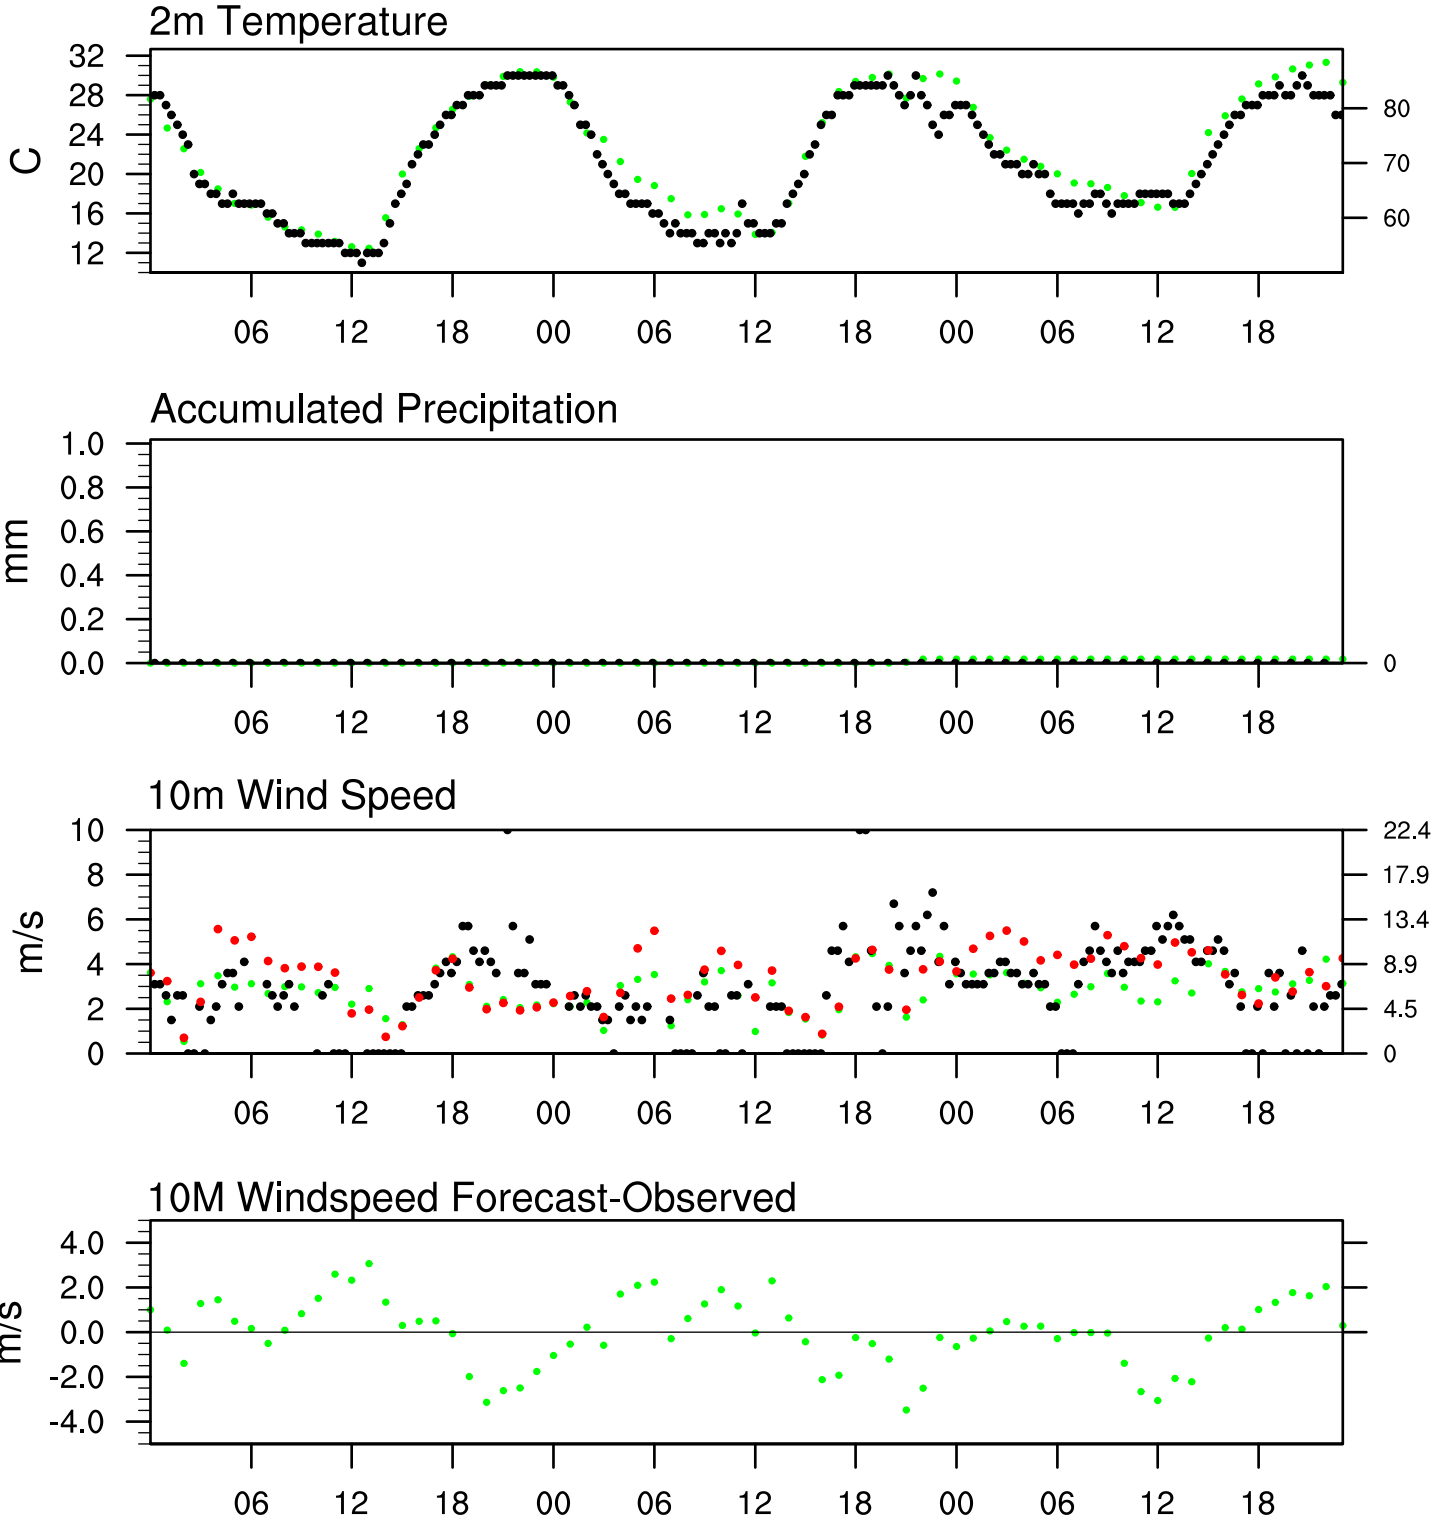 2m Temperature
32
28
24
20
16
12
C
80
70
60
06 12 18 00 06 12 18 00 06 12 18
Accumulated Precipitation
1.0
0.8
0.6
0.4
0.2
0.0
mm
0
06 12 18 00 06 12 18 00 06 12 18
10m Wind Speed
10
8
6
4
2
0
m/s
22.4
17.9
13.4
8.9
4.5
0
06 12 18 00 06 12 18 00 06 12 18
10M Windspeed Forecast-Observed
4.0
2.0
0.0
-2.0
-4.0
m/s
06 12 18 00 06 12 18 00 06 12 18